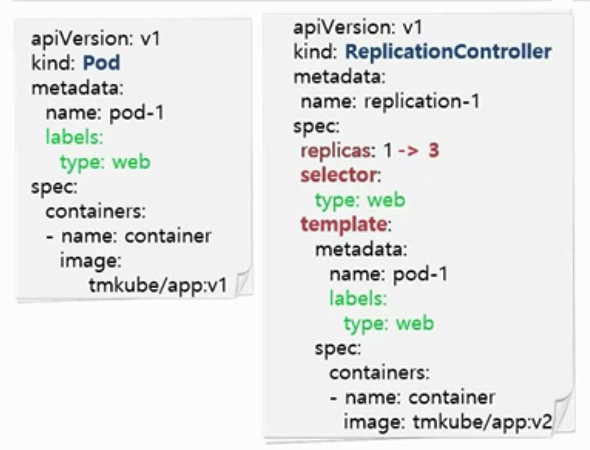 apiVersion: v1
kind: Pod
metadata:
name: pod-1
labels:
type: web
spec:
containers:
- name: container
image:
tmkube/app:v1
apiVersion: v1
kind: ReplicationController
metadata:
name: replication-1
spec:
replicas: 1 -> 3
selector:
type: web
template:
metadata:
name: pod-1
labels:
type: web
spec:
containers:
- name: container
image: tmkube/app:v2